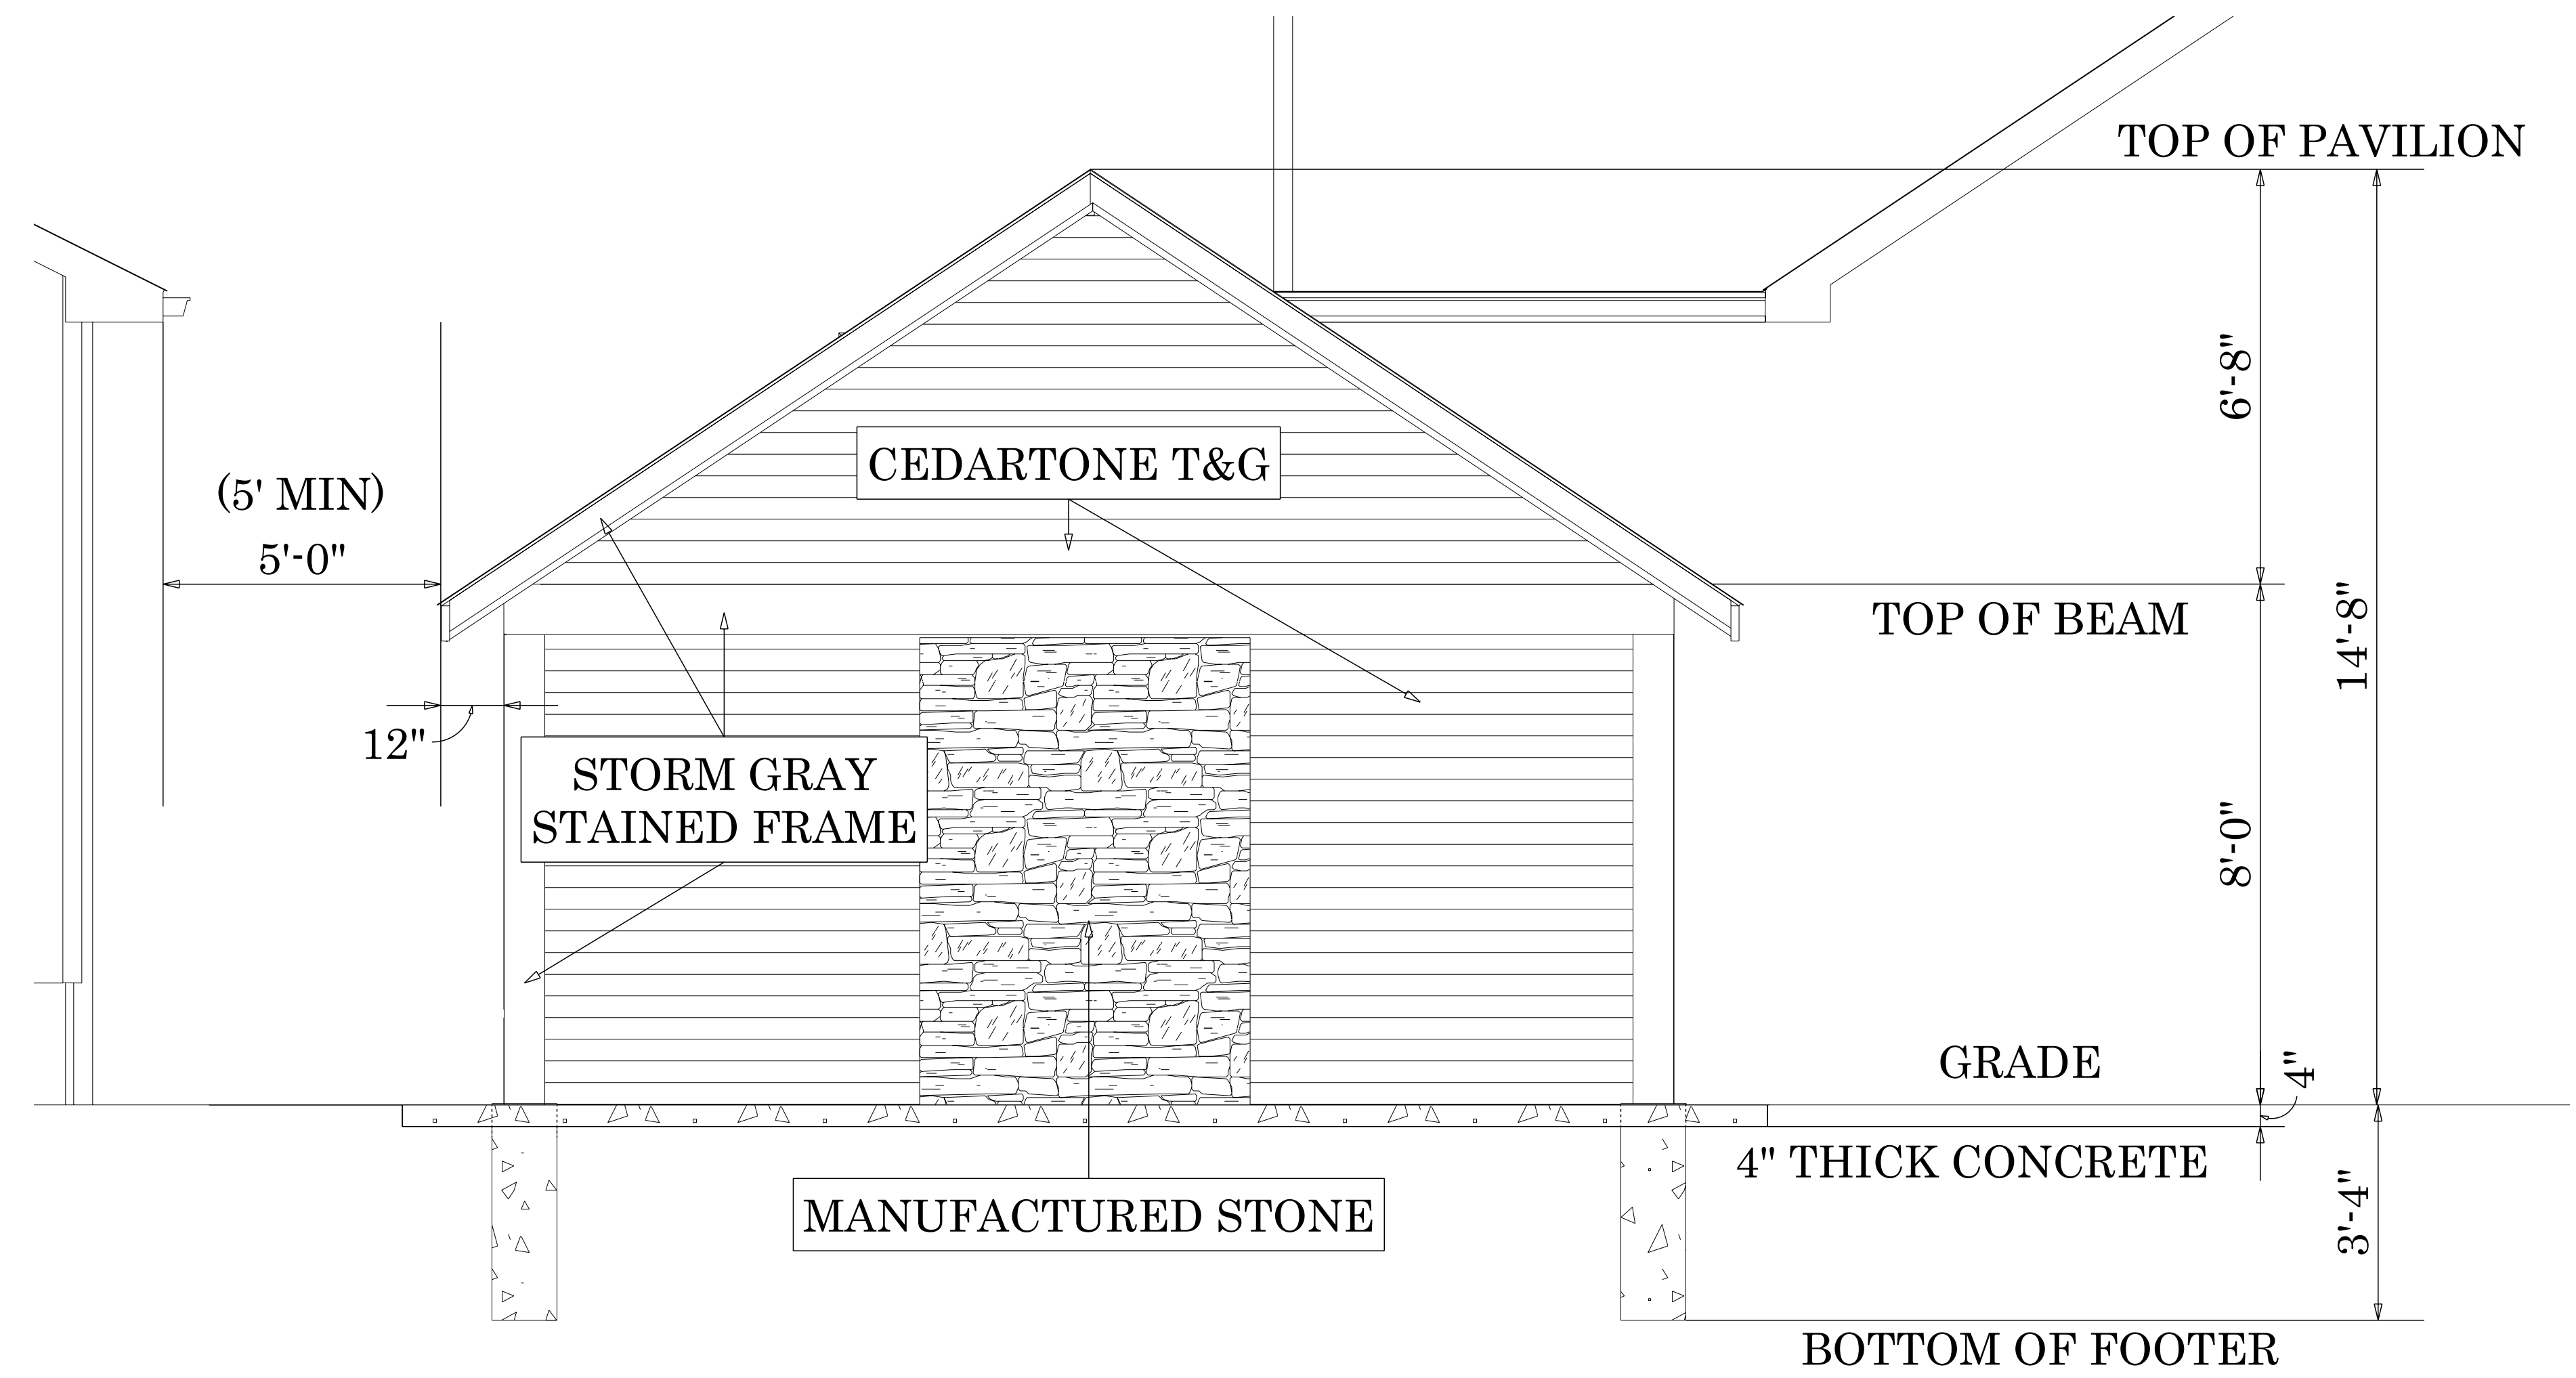 TOP OF PAVILION
6'-8"
14'-8"
CEDARTONE T&G
(5' MIN)
5'-0"
TOP OF BEAM
12"
STORM GRAY
STAINED FRAME
8'-0"
GRADE
4"
4" THICK CONCRETE
MANUFACTURED STONE
3'-4"
BOTTOM OF FOOTER